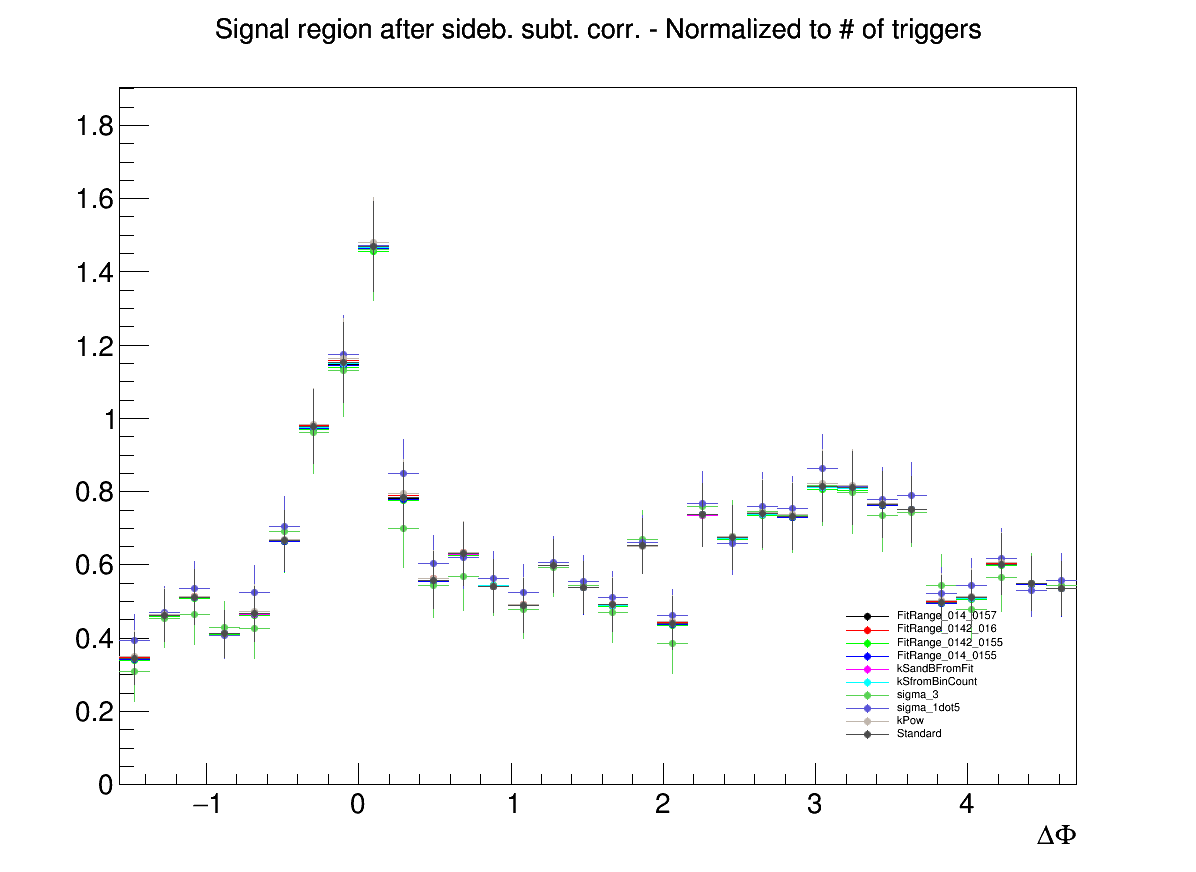 Signal region after sideb. subt. corr. - Normalized to # of triggers
1.8
1.6
1.4
1.2
1
0.8
0.6
0.4
0.2
0
FitRange_014_0157
FitRange_0142_016
FitRange_0142_0155
FitRange_014_0155
kSandBFromFit
kSfromBinCount
sigma_3
sigma_1dot5
kPow
Standard
−1 0 1 2 3 4
ΔΦ